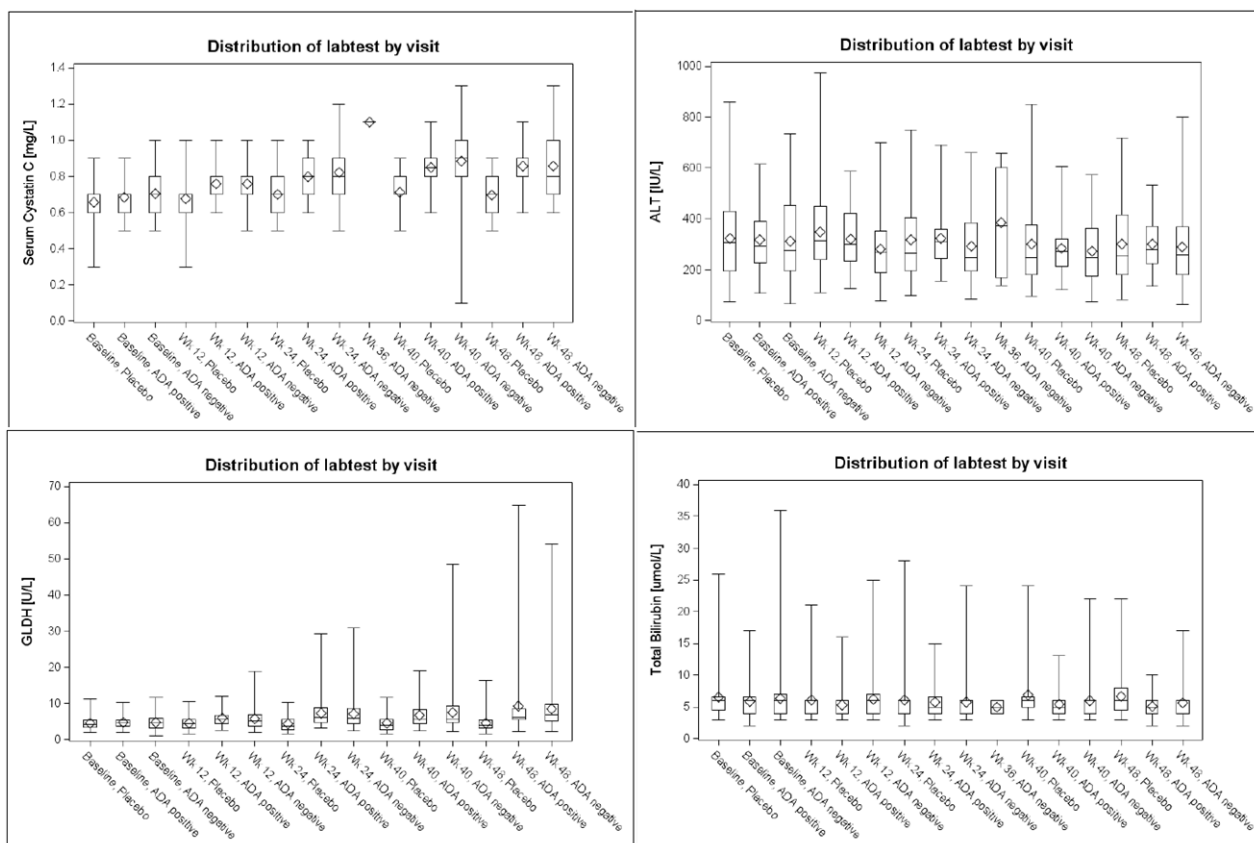 Distribution of labtest by visit
Serum Cystatin C [mg/L]
1.4
1.2
1.0
0.8
0.6
0.4
0.2
0.0
Baseline, Placebo
Baseline, ADA positive
Baseline, ADA negative
Wk 12, Placebo
Wk 12, ADA positive
Wk 12, ADA negative
Wk 24, Placebo
Wk 24, ADA positive
Wk 24, ADA negative
Wk 36, ADA negative
Wk 40, Placebo
Wk 40, ADA positive
Wk 40, ADA negative
Wk 48, Placebo
Wk 48, ADA positive
Wk 48, ADA negative
Distribution of labtest by visit
ALT [IU/L]
1000
800
600
400
200
0
Baseline, Placebo
Baseline, ADA positive
Baseline, ADA negative
Wk 12, Placebo
Wk 12, ADA positive
Wk 12, ADA negative
Wk 24, Placebo
Wk 24, ADA positive
Wk 24, ADA negative
Wk 36, ADA negative
Wk 40, Placebo
Wk 40, ADA positive
Wk 40, ADA negative
Wk 48, Placebo
Wk 48, ADA positive
Wk 48, ADA negative
Distribution of labtest by visit
GLDH [U/L]
70
60
50
40
30
20
10
0
Baseline, Placebo
Baseline, ADA positive
Baseline, ADA negative
Wk 12, Placebo
Wk 12, ADA positive
Wk 12, ADA negative
Wk 24, Placebo
Wk 24, ADA positive
Wk 24, ADA negative
Wk 40, Placebo
Wk 40, ADA positive
Wk 40, ADA negative
Wk 48, Placebo
Wk 48, ADA positive
Wk 48, ADA negative
Distribution of labtest by visit
Total Bilirubin [umol/L]
40
35
30
25
20
15
10
5
0
Baseline, Placebo
Baseline, ADA positive
Baseline, ADA negative
Wk 12, Placebo
Wk 12, ADA positive
Wk 12, ADA negative
Wk 24, Placebo
Wk 24, ADA positive
Wk 24, ADA negative
Wk 36, ADA negative
Wk 40, Placebo
Wk 40, ADA positive
Wk 40, ADA negative
Wk 48, Placebo
Wk 48, ADA positive
Wk 48, ADA negative